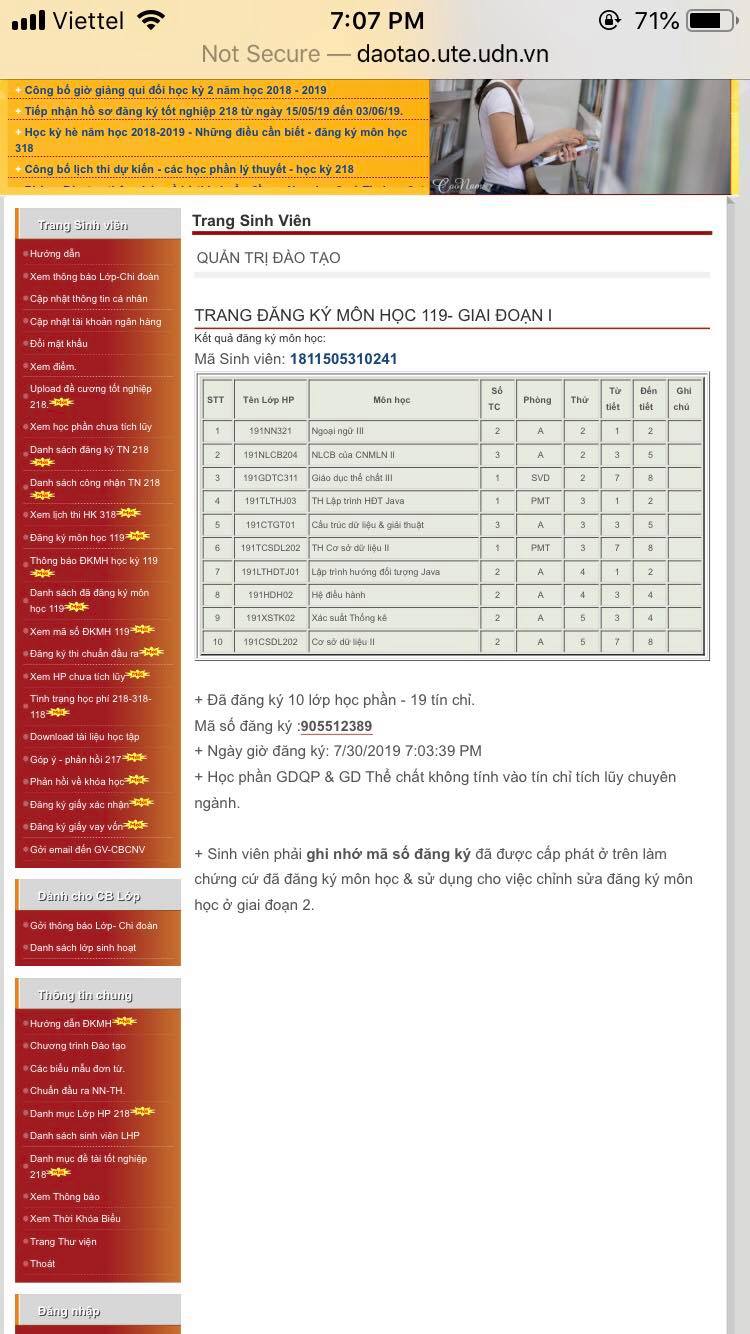 Viettel 7:07 PM 71%
Not Secure — daotao.ute.udn.vn
+ Công bố giờ giảng qui đổi học kỳ 2 năm học 2018 - 2019
+ Tiếp nhận hồ sơ đăng ký tốt nghiệp 218 từ ngày 15/05/19 đến 03/06/19.
+ Học kỳ hè năm học 2018-2019 - Những điều cần biết - đăng ký môn học
318
+ Công bố lịch thi dự kiến - các học phần lý thuyết - học kỳ 218
CaoNam
Trang Sinh viên
Hướng dẫn
Xem thông báo Lớp-Chi đoàn
Cập nhật thông tin cá nhân
Cập nhật tài khoản ngân hàng
Đổi mật khẩu
Xem điểm.
Upload đề cương tốt nghiệp
218.
Xem học phần chưa tích lũy
Danh sách đăng ký TN 218
Danh sách công nhận TN 218
Xem lịch thi HK 318
Đăng ký môn học 119
Thông báo ĐKMH học kỳ 119
Danh sách đã đăng ký môn
học 119
Xem mã số ĐKMH 119
Đăng ký thi chuẩn đầu ra
Xem HP chưa tích lũy
Tình trạng học phí 218-318-
118
Download tài liệu học tập
Góp ý - phản hồi 217
Phản hồi về khóa học
Đăng ký giấy xác nhận
Đăng ký giấy vay vốn
Gởi email đến GV-CBCNV
Dành cho CB Lớp
Gởi thông báo Lớp- Chi đoàn
Danh sách lớp sinh hoạt
Thông tin chung
Hướng dẫn ĐKMH
Chương trình Đào tạo
Các biểu mẫu đơn từ.
Chuẩn đầu ra NN-TH.
Danh mục Lớp HP 218
Danh sách sinh viên LHP
Danh mục đề tài tốt nghiệp
218
Xem Thông báo
Xem Thời Khóa Biểu
Trang Thư viện
Thoát
Đăng nhập
Trang Sinh Viên
QUẢN TRỊ ĐÀO TẠO
TRANG ĐĂNG KÝ MÔN HỌC 119- GIAI ĐOẠN I
Kết quả đăng ký môn học:
Mã Sinh viên: 1811505310241
STT Tên Lớp HP Môn học Số TC Phòng Thứ Từ tiết Đến tiết Ghi chú
1 191NN321 Ngoại ngữ III 2 A 2 1 2
2 191NLCB204 NLCB của CNMLN II 3 A 2 3 5
3 191GDTC311 Giáo dục thể chất III 1 SVD 2 7 8
4 191TLTHJ03 TH Lập trình HĐT Java 1 PMT 3 1 2
5 191CTGT01 Cấu trúc dữ liệu & giải thuật 3 A 3 3 5
6 191TCSDL202 TH Cơ sở dữ liệu II 1 PMT 3 7 8
7 191LTHDTJ01 Lập trình hướng đối tượng Java 2 A 4 1 2
8 191HDH02 Hệ điều hành 2 A 4 3 4
9 191XSTK02 Xác suất Thống kê 2 A 5 3 4
10 191CSDL202 Cơ sở dữ liệu II 2 A 5 7 8
+ Đã đăng ký 10 lớp học phần - 19 tín chỉ.
Mã số đăng ký :905512389
+ Ngày giờ đăng ký: 7/30/2019 7:03:39 PM
+ Học phần GDQP & GD Thể chất không tính vào tín chỉ tích lũy chuyên
ngành.
+ Sinh viên phải ghi nhớ mã số đăng ký đã được cấp phát ở trên làm
chứng cứ đã đăng ký môn học & sử dụng cho việc chỉnh sửa đăng ký môn
học ở giai đoạn 2.